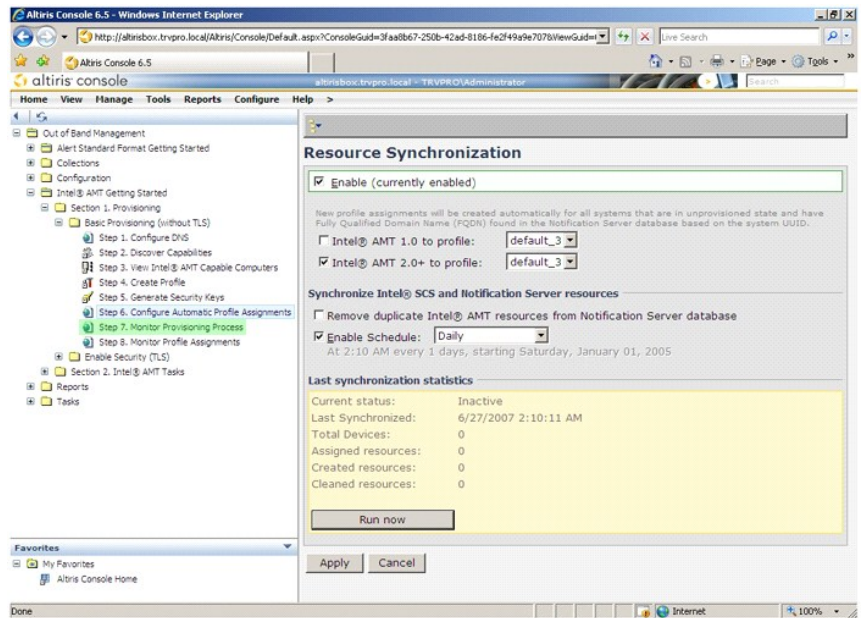 Altiris Console 6.5 - Windows Internet Explorer
http://altirisbox.trvpro.local/Altiris/Console/Default.aspx?ConsoleGuid=3faa8b67-250b-42ad-8186-fe2f49a9e707&ViewGuid=
Live Search
Altiris Console 6.5
Page
Tools
altiris console
altirisbox.trvpro.local - TRVPRO\Administrator
Search
Home View Manage Tools Reports Configure Help >
Out of Band Management
Alert Standard Format Getting Started
Collections
Configuration
Intel® AMT Getting Started
Section 1. Provisioning
Basic Provisioning (without TLS)
Step 1. Configure DNS
Step 2. Discover Capabilities
Step 3. View Intel® AMT Capable Computers
Step 4. Create Profile
Step 5. Generate Security Keys
Step 6. Configure Automatic Profile Assignments
Step 7. Monitor Provisioning Process
Step 8. Monitor Profile Assignments
Enable Security (TLS)
Section 2. Intel® AMT Tasks
Reports
Tasks
Favorites
My Favorites
Altiris Console Home
Resource Synchronization
Enable (currently enabled)
New profile assignments will be created automatically for all systems that are in unprovisioned state and have
Fully Qualified Domain Name (FQDN) found in the Notification Server database based on the system UUID.
Intel® AMT 1.0 to profile: default_3
Intel® AMT 2.0+ to profile: default_3
Synchronize Intel® SCS and Notification Server resources
Remove duplicate Intel® AMT resources from Notification Server database
Enable Schedule: Daily
At 2:10 AM every 1 days, starting Saturday, January 01, 2005
Last synchronization statistics
Current status: Inactive
Last Synchronized: 6/27/2007 2:10:11 AM
Total Devices: 0
Assigned resources: 0
Created resources: 0
Cleaned resources: 0
Run now
Apply Cancel
Done
Internet
100%